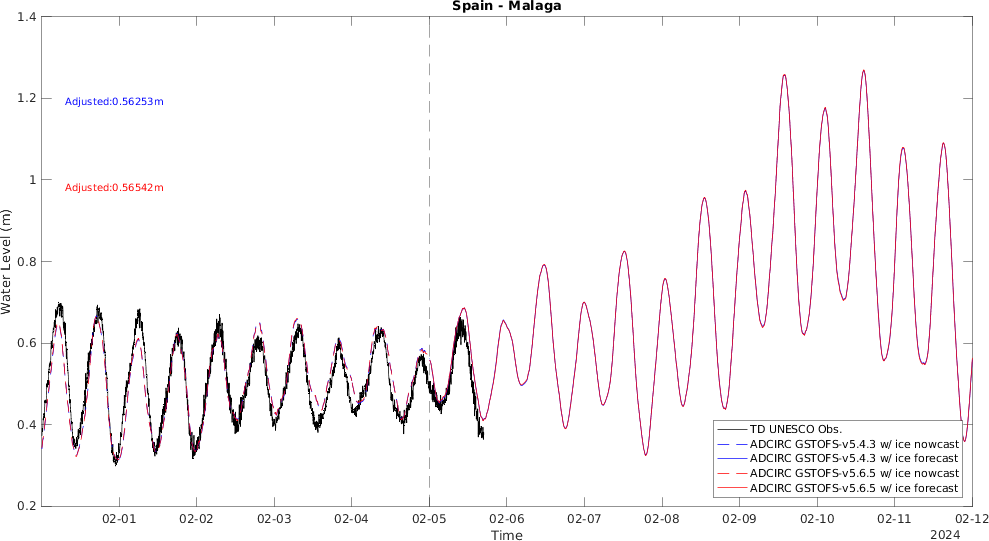 Spain - Malaga
1.4
1.2
1
0.8
0.6
0.4
0.2
Water Level (m)
Adjusted:0.56253m
Adjusted:0.56542m
TD UNESCO Obs.
ADCIRC GSTOFS-v5.4.3 w/ ice nowcast
ADCIRC GSTOFS-v5.4.3 w/ ice forecast
ADCIRC GSTOFS-v5.6.5 w/ ice nowcast
ADCIRC GSTOFS-v5.6.5 w/ ice forecast
02-01 02-02 02-03 02-04 02-05 02-06 02-07 02-08 02-09 02-10 02-11 02-12
Time
2024